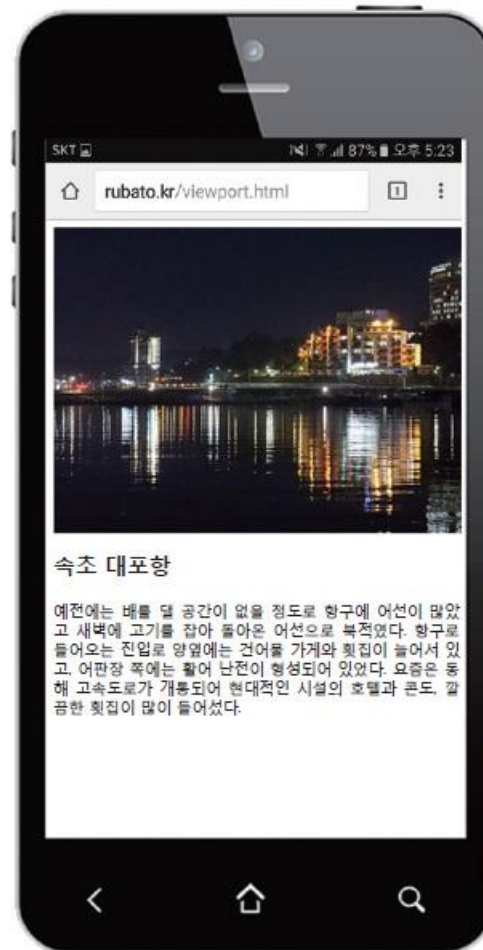 SKT 87% 오후 5:23
rubato.kr/viewport.html 1
속초 대포항
예전에는 배를 댈 공간이 없을 정도로 항구에 어선이 많았
고 새벽에 고기를 잡아 돌아온 어선으로 북적였다. 항구로
들어오는 진입로 양옆에는 건어물 가게와 횟집이 늘어서 있
고, 어판장 쪽에는 활어 난전이 형성되어 있었다. 요즘은 동
해 고속도로가 개통되어 현대적인 시설의 호텔과 콘도, 깔
끔한 횟집이 많이 들어섰다.